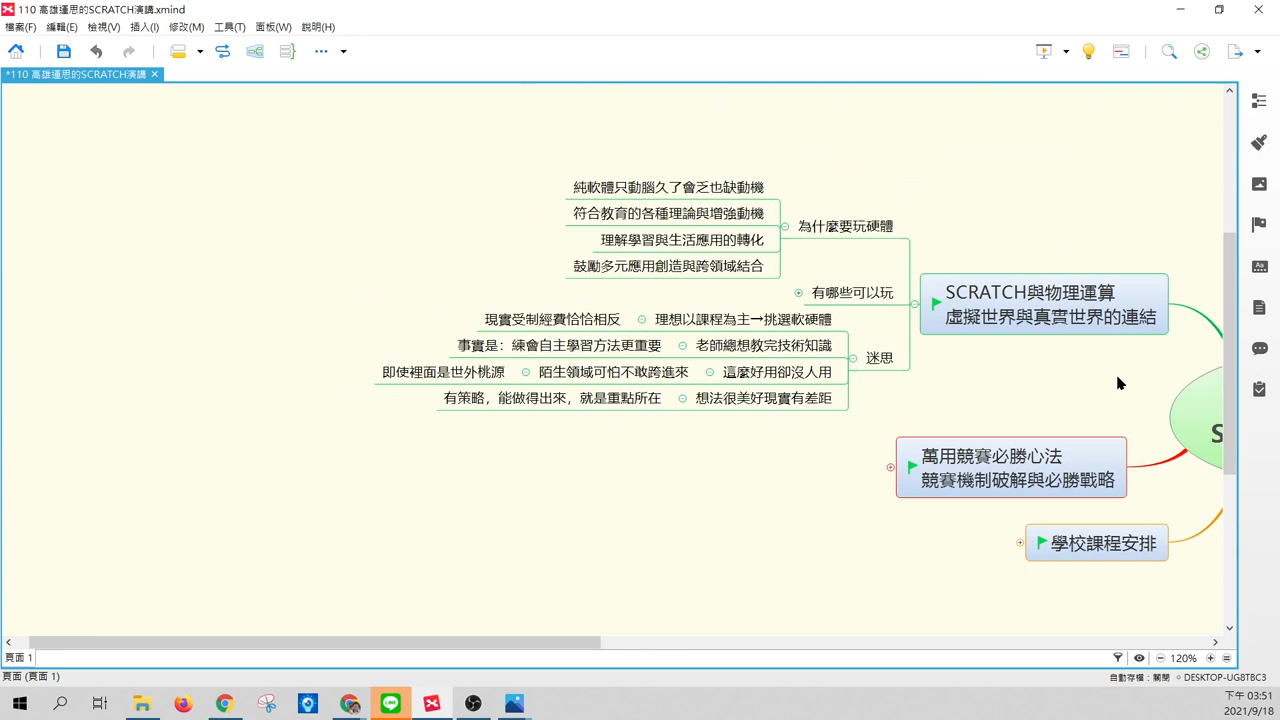 110 高雄運思的SCRATCH演講.xmind
檔案(F) 編輯(E) 檢視(V) 插入(I) 修改(M) 工具(T) 面板(W) 說明(H)
*110 高雄運思的SCRATCH演講
純軟體只動腦久了會乏也缺動機
符合教育的各種理論與增強動機
理解學習與生活應用的轉化
鼓勵多元應用創造與跨領域結合
為什麼要玩硬體
有哪些可以玩
現實受制經費恰恰相反
理想以課程為主→挑選軟硬體
事實是：練會自主學習方法更重要
老師總想教完技術知識
即使裡面是世外桃源
陌生領域可怕不敢跨進來
這麼好用卻沒人用
有策略，能做得出來，就是重點所在
想法很美好現實有差距
迷思
SCRATCH與物理運算
虛擬世界與真實世界的連結
S
萬用競賽必勝心法
競賽機制破解與必勝戰略
學校課程安排
頁面 1
120%
頁面 (頁面 1)
自動存檔：關閉
DESKTOP-UG8TBC3
LINE
下午 03:51
2021/9/18